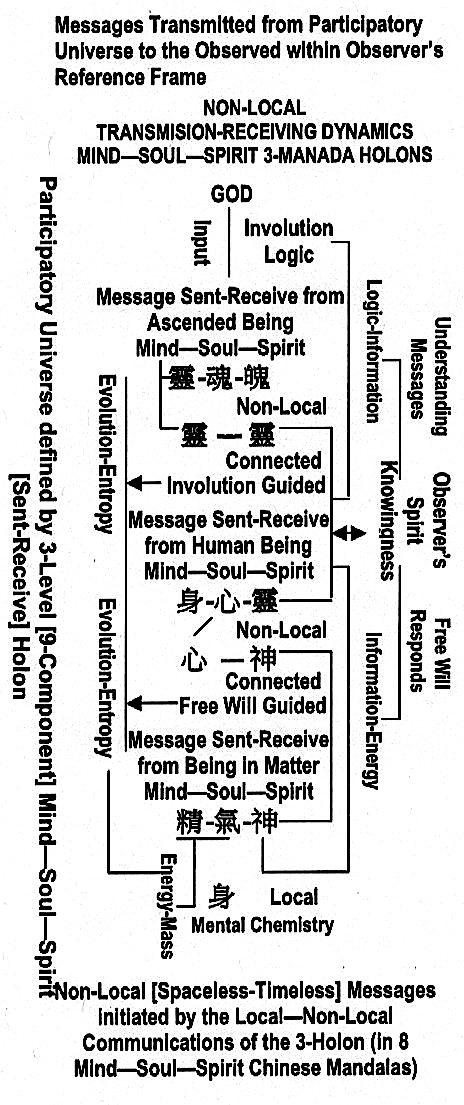 Messages Transmitted from Participatory
Universe to the Observed within Observer's
Reference Frame
NON-LOCAL
TRANSMISION-RECEIVING DYNAMICS
MIND—SOUL—SPIRIT 3-MANADA HOLONS
GOD
Input
Involution
Logic
Message Sent-Receive from
Ascended Being
Mind—Soul—Spirit
靈-魂-魄
Non-Local
靈 — 靈
Connected
Involution Guided
Message Sent-Receive
from Human Being
Mind—Soul—Spirit
身-心-靈
Non-Local
心 — 神
Connected
Free Will Guided
Message Sent-Receive
from Being in Matter
Mind—Soul—Spirit
精-氣-神
Energy-Mass
身 Local
Mental Chemistry
Evolution-Entropy
Evolution-Entropy
Logic-Information
Knowingness
Information-Energy
Understanding
Messages
Observer's
Spirit
Free Will
Responds
Participatory Universe defined by 3-Level [9-Component] Mind—Soul—Spirit
[Sent-Receive] Holon
Non-Local [Spaceless-Timeless] Messages
initiated by the Local—Non-Local
Communications of the 3-Holon (in 8
Mind—Soul—Spirit Chinese Mandalas)